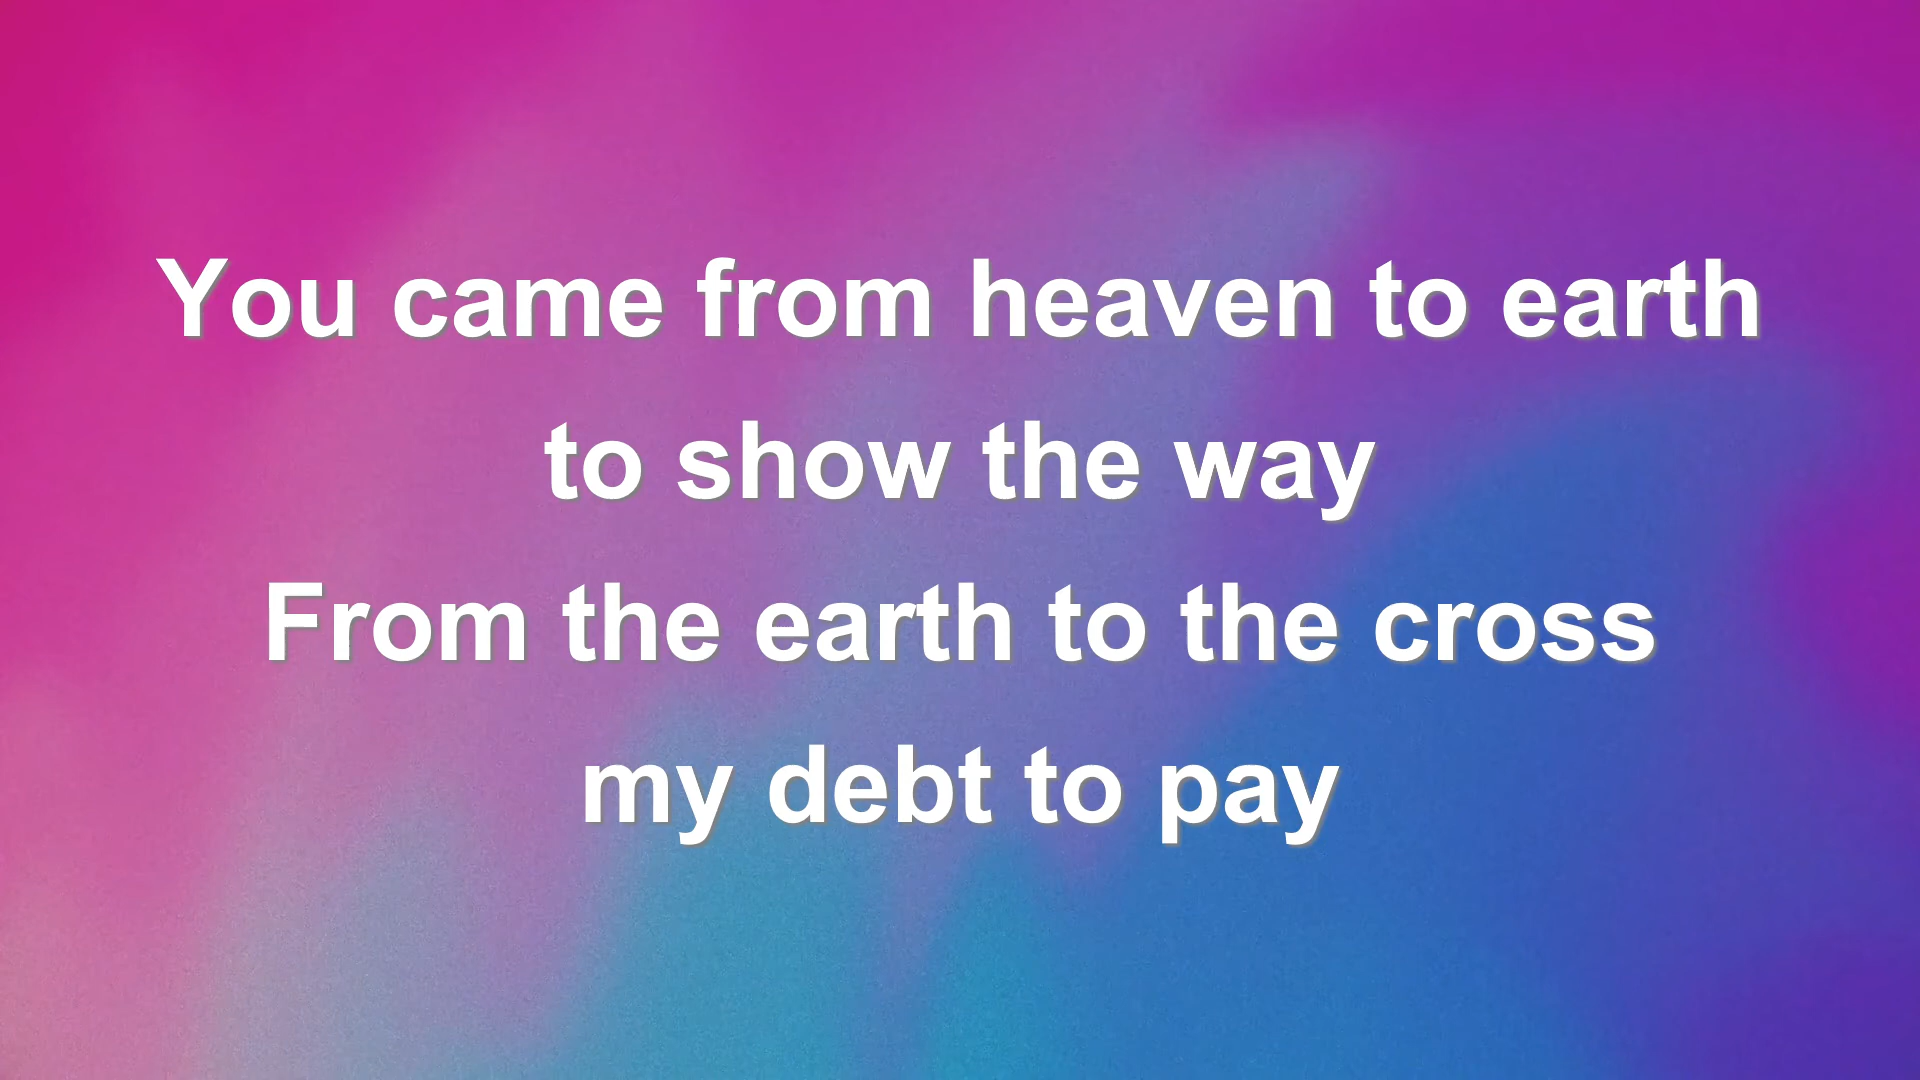 You came from heaven to earth
to show the way
From the earth to the cross
my debt to pay